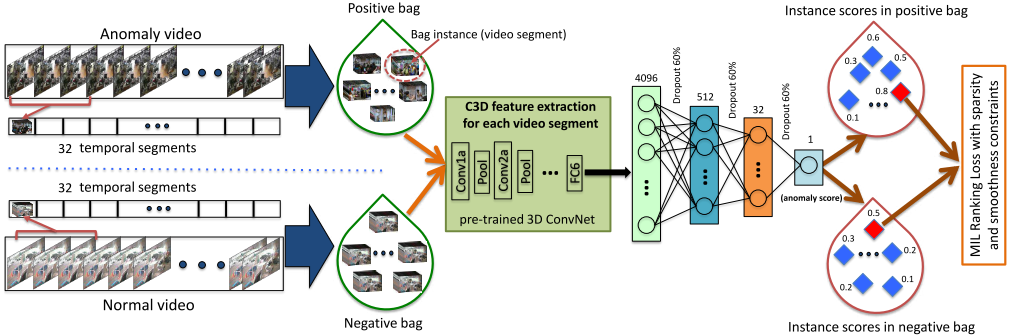 Anomaly video
32 temporal segments
32 temporal segments
Normal video
Positive bag
Bag instance (video segment)
Negative bag
C3D feature extraction
for each video segment
Conv1a
Pool
Conv2a
Pool
FC6
pre-trained 3D ConvNet
4096
Dropout 60%
512
Dropout 60%
32
Dropout 60%
1
(anomaly score)
Instance scores in positive bag
0.6
0.3
0.5
0.8
0.1
0.5
0.3
0.2
0.2
0.1
Instance scores in negative bag
MIL Ranking Loss with sparsity
and smoothness constraints